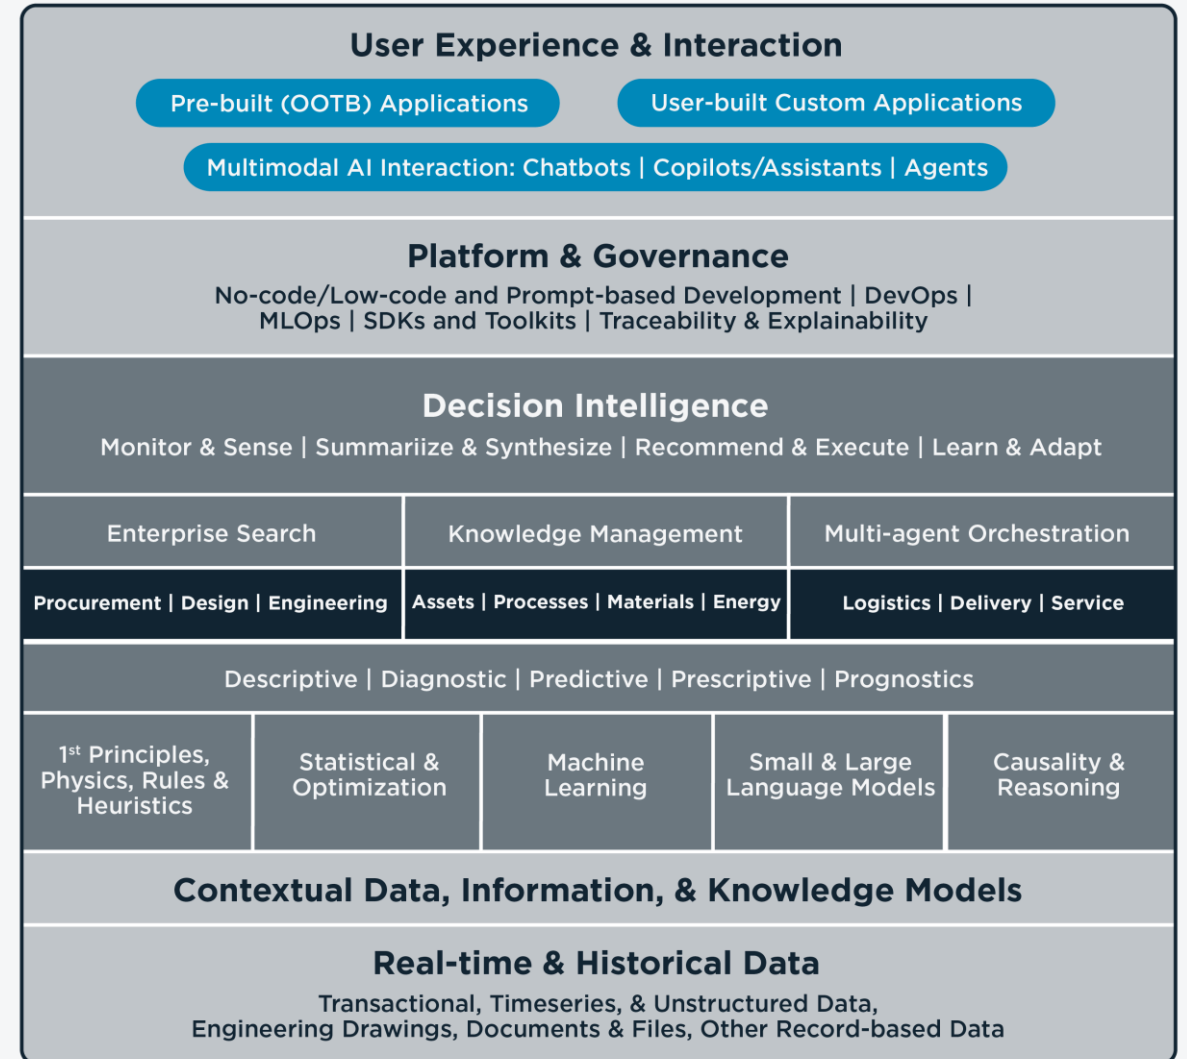 User Experience & Interaction
Pre-built (OOTB) Applications
User-built Custom Applications
Multimodal AI Interaction: Chatbots | Copilots/Assistants | Agents
Platform & Governance
No-code/Low-code and Prompt-based Development | DevOps |
MLOps | SDKs and Toolkits | Traceability & Explainability
Decision Intelligence
Monitor & Sense | Summariize & Synthesize | Recommend & Execute | Learn & Adapt
Enterprise Search
Knowledge Management
Multi-agent Orchestration
Procurement | Design | Engineering
Assets | Processes | Materials | Energy
Logistics | Delivery | Service
Descriptive | Diagnostic | Predictive | Prescriptive | Prognostics
1st Principles,
Physics, Rules &
Heuristics
Statistical &
Optimization
Machine
Learning
Small & Large
Language Models
Causality &
Reasoning
Contextual Data, Information, & Knowledge Models
Real-time & Historical Data
Transactional, Timeseries, & Unstructured Data,
Engineering Drawings, Documents & Files, Other Record-based Data